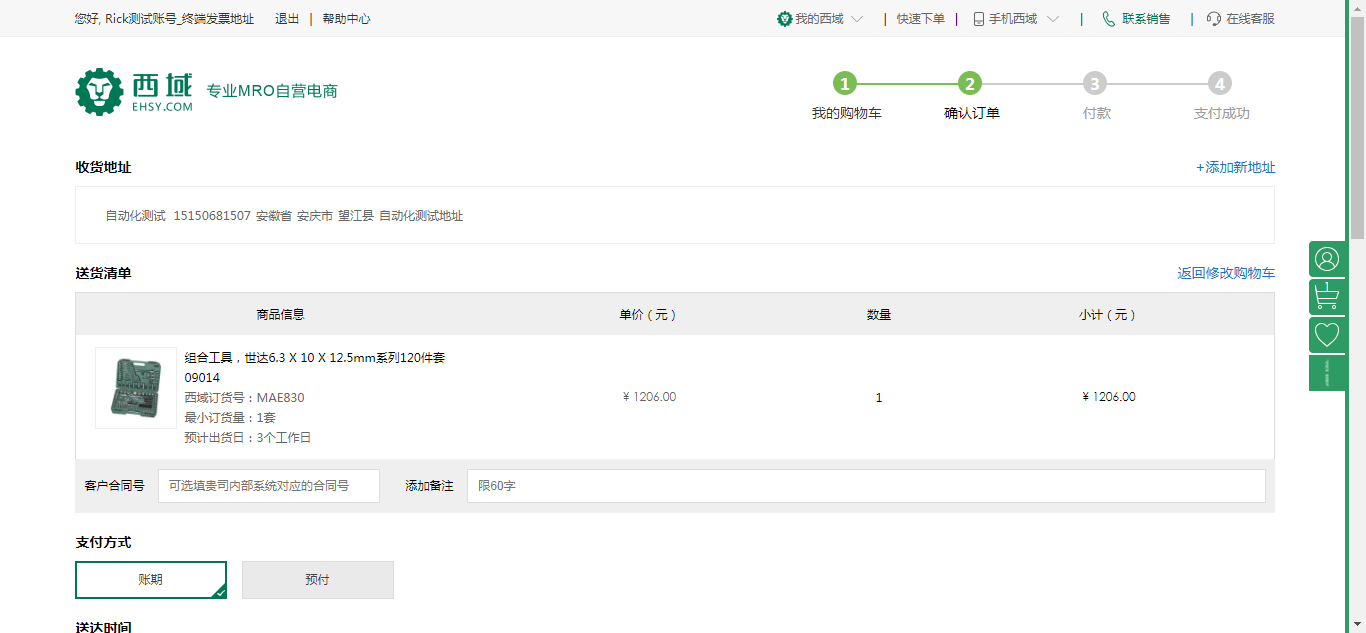 您好, Rick测试账号_终端发票地址 退出 | 帮助中心 我的西域 | 快速下单 | 手机西域 | 联系销售 | 在线客服
西域 EHSY.COM 专业MRO自营电商
1 2 3 4
我的购物车 确认订单 付款 支付成功
收货地址 +添加新地址
自动化测试 15150681507 安徽省 安庆市 望江县 自动化测试地址
送货清单 返回修改购物车
1
商品信息 单价（元） 数量 小计（元）
组合工具，世达6.3 X 10 X 12.5mm系列120件套
09014
西域订货号：MAE830 ¥ 1206.00 1 ¥ 1206.00
最小订货量：1套
预计出货日：3个工作日
客户合同号 可选填贵司内部系统对应的合同号 添加备注 限60字
支付方式
账期 预付
送达时间